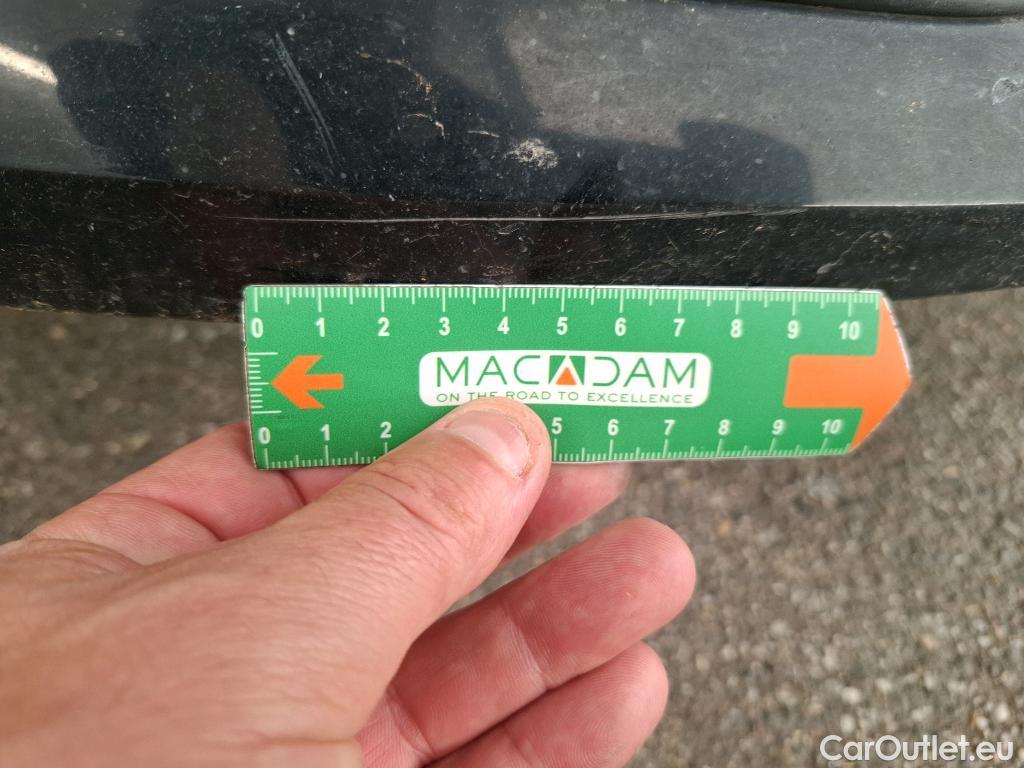 0 1 2 3 4 5 6 7 8 9 10
MACADAM
ON THE ROAD TO EXCELLENCE
0 1 2 5 6 7 8 9 10
CarOutlet.eu